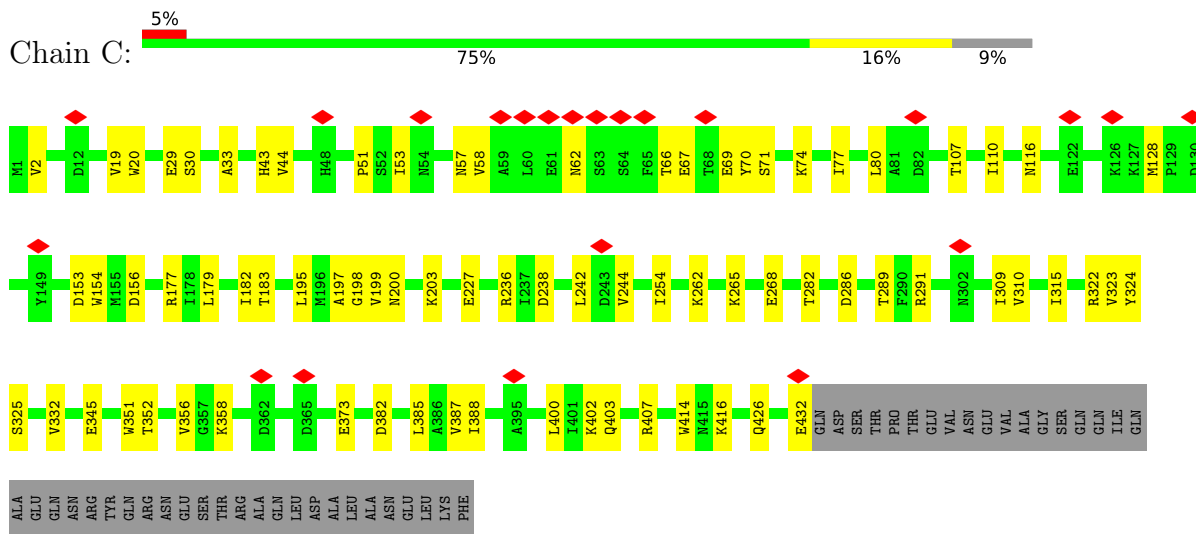 5%
Chain C:
75% 16% 9%
M1 V2 D12 V19 W20 E29 S30 A33 H43 V44 H48 P51 S52 I53 N54 N57 V58 A59 L60 E61 N62 S63 S64 F65 T66 E67 T68 E69 Y70 S71 K74 I77 L80 A81 D82 T107 I110 N116 E122 K126 K127 M128 P129 D130
Y149 D153 W154 M155 D156 R177 I178 L179 I182 T183 L195 M196 A197 G198 V199 N200 K203 E227 R236 I237 D238 L242 D243 V244 I254 K262 K265 E268 T282 D286 T289 F290 R291 N302 I309 V310 I315 R322 V323 Y324
S325 V332 E345 W351 T352 V356 G357 K358 D362 D365 E373 D382 L385 A386 V387 I388 A395 L400 I401 K402 Q403 R407 W414 N415 K416 Q426 E432 GLN ASP SER THR PRO THR GLU VAL ASN GLU VAL ALA GLY SER GLN GLN ILE GLN
ALA GLU GLN ASN ARG TYR GLN ARG ASN GLU SER THR ARG ALA GLN LEU ASP ALA LEU ALA ASN GLU LEU LYS PHE